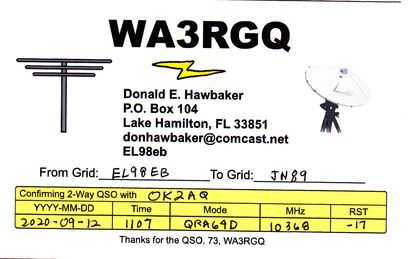 WA3RGQ
Donald E. Hawbaker
P.O. Box 104
Lake Hamilton, FL 33851
donhawbaker@comcast.net
EL98eb
From Grid: EL98EB To Grid: JN89
Confirming 2-Way QSO with OK2AQ
YYYY-MM-DD Time Mode MHz RST
2020-09-12 1107 QRA64D 10368 -17
Thanks for the QSO. 73, WA3RGQ